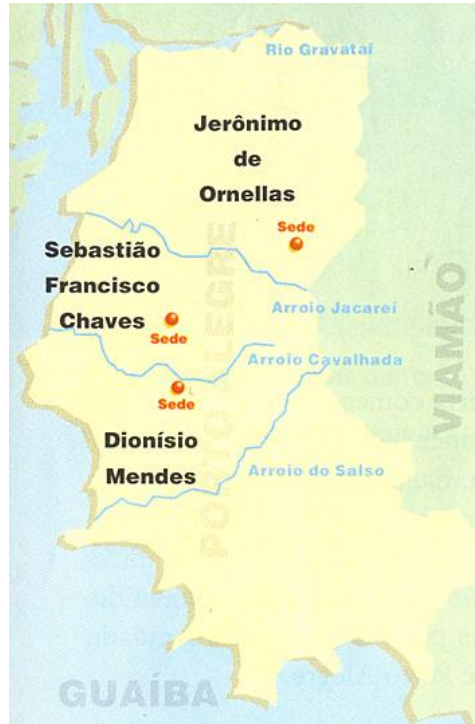 Rio Gravataí
Jerônimo
de
Ornellas
Sede
Sebastião
Francisco
Chaves
Sede
Arroio Jacareí
Arroio Cavalhada
Sede
Dionísio
Mendes
Arroio do Salso
PORTO ALEGRE
VIAMÃO
GUAÍBA